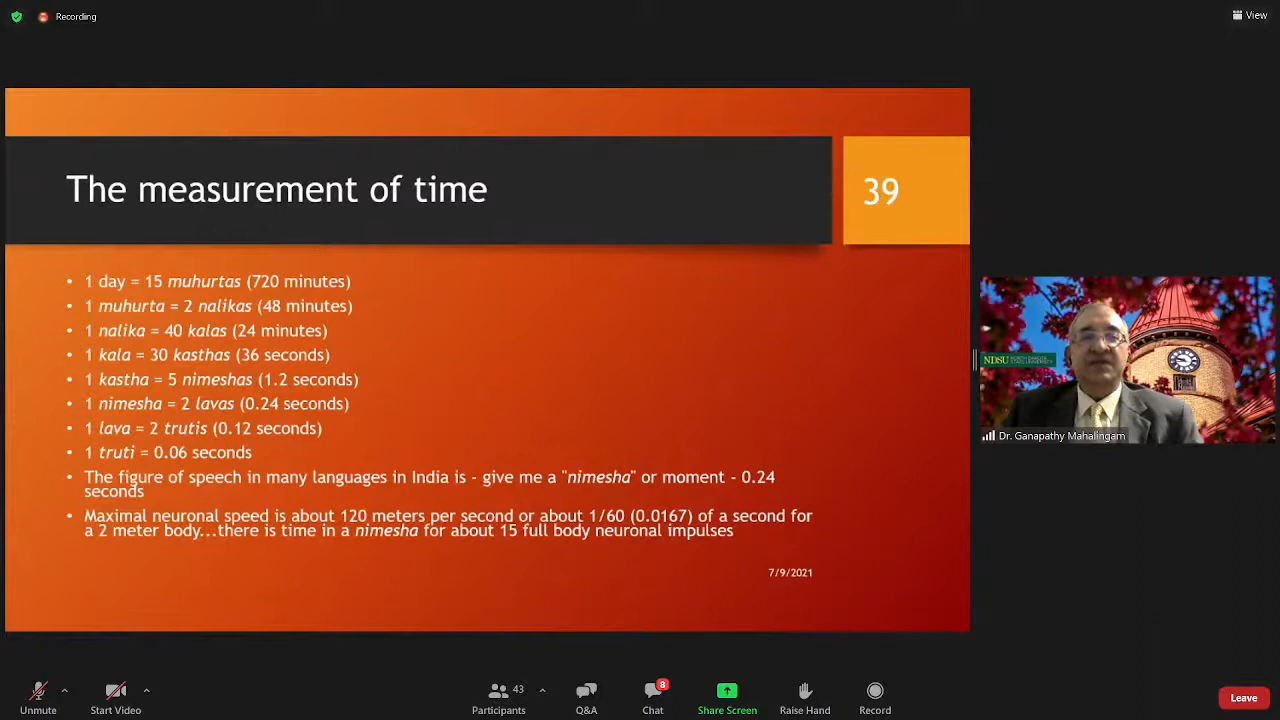 Recording
View
The measurement of time
39
• 1 day = 15 muhurtas (720 minutes)
• 1 muhurta = 2 nalikas (48 minutes)
• 1 nalika = 40 kalas (24 minutes)
• 1 kala = 30 kasthas (36 seconds)
• 1 kastha = 5 nimeshas (1.2 seconds)
• 1 nimesha = 2 lavas (0.24 seconds)
• 1 lava = 2 trutis (0.12 seconds)
• 1 truti = 0.06 seconds
• The figure of speech in many languages in India is - give me a "nimesha" or moment - 0.24
seconds
• Maximal neuronal speed is about 120 meters per second or about 1/60 (0.0167) of a second for
a 2 meter body...there is time in a nimesha for about 15 full body neuronal impulses
7/9/2021
NDSU NORTH DAKOTA
STATE UNIVERSITY
Dr. Ganapathy Mahalingam
Unmute
Start Video
43
Participants
Q&A
8
Chat
Share Screen
Raise Hand
Record
Leave